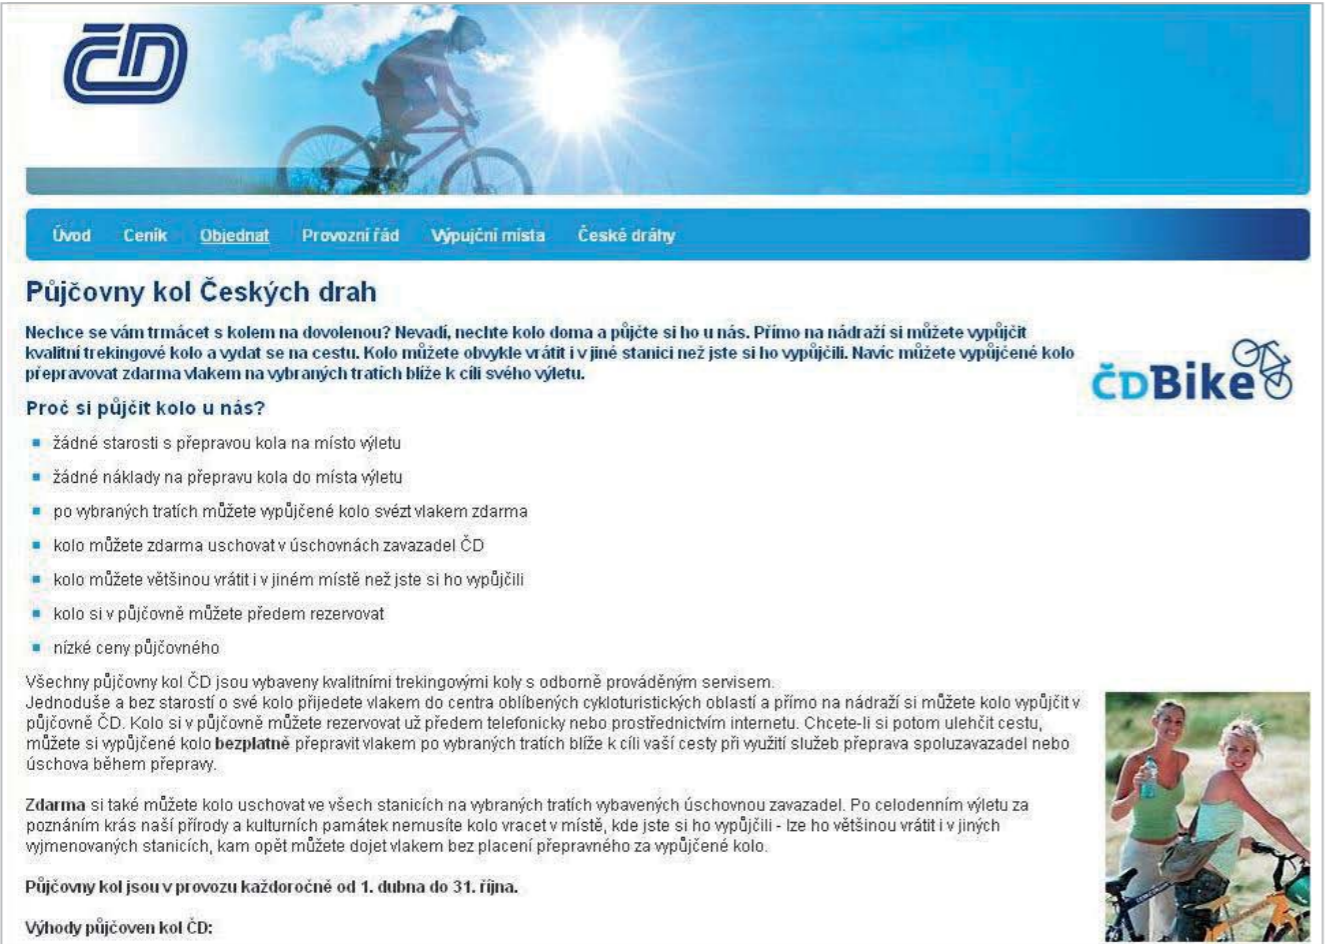 ČD
Úvod Ceník Objednat Provozní řád Výpujční místa České dráhy
Půjčovny kol Českých drah
Nechce se vám trmácet s kolem na dovolenou? Nevadí, nechte kolo doma a půjčte si ho u nás. Přímo na nádraží si můžete vypůjčit
kvalitní trekingové kolo a vydat se na cestu. Kolo můžete obvykle vrátit i v jiné stanici než jste si ho vypůjčili. Navíc můžete vypůjčené kolo
přepravovat zdarma vlakem na vybraných tratích blíže k cíli svého výletu.
ČDBike
Proč si půjčit kolo u nás?
žádné starosti s přepravou kola na místo výletu
žádné náklady na přepravu kola do místa výletu
po vybraných tratích můžete vypůjčené kolo svézt vlakem zdarma
kolo můžete zdarma uschovat v úschovnách zavazadel ČD
kolo můžete většinou vrátit i v jiném místě než jste si ho vypůjčili
kolo si v půjčovně můžete předem rezervovat
nízké ceny půjčovného
Všechny půjčovny kol ČD jsou vybaveny kvalitními trekingovými koly s odborně prováděným servisem.
Jednoduše a bez starostí o své kolo přijedete vlakem do centra oblíbených cykloturistických oblastí a přímo na nádraží si můžete kolo vypůjčit v
půjčovně ČD. Kolo si v půjčovně můžete rezervovat už předem telefonicky nebo prostřednictvím internetu. Chcete-li si potom ulehčit cestu,
můžete si vypůjčené kolo bezplatně přepravit vlakem po vybraných tratích blíže k cíli vaší cesty při využití služeb přeprava spoluzavazadel nebo
úschova během přepravy.
Zdarma si také můžete kolo uschovat ve všech stanicích na vybraných tratích vybavených úschovnou zavazadel. Po celodenním výletu za
poznáním krás naší přírody a kulturních památek nemusíte kolo vracet v místě, kde jste si ho vypůjčili - lze ho většinou vrátit i v jiných
vyjmenovaných stanicích, kam opět můžete dojet vlakem bez placení přepravného za vypůjčené kolo.
Půjčovny kol jsou v provozu každoročně od 1. dubna do 31. října.
Výhody půjčoven kol ČD: